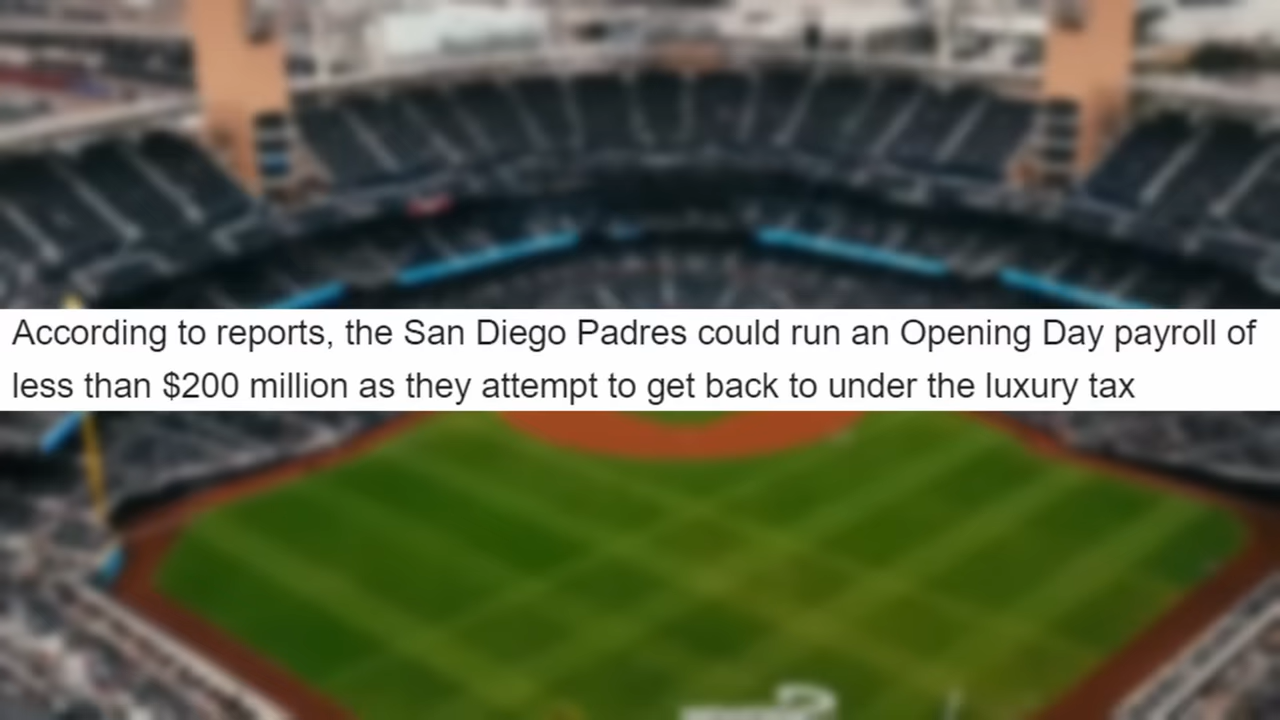 According to reports, the San Diego Padres could run an Opening Day payroll of
less than $200 million as they attempt to get back to under the luxury tax